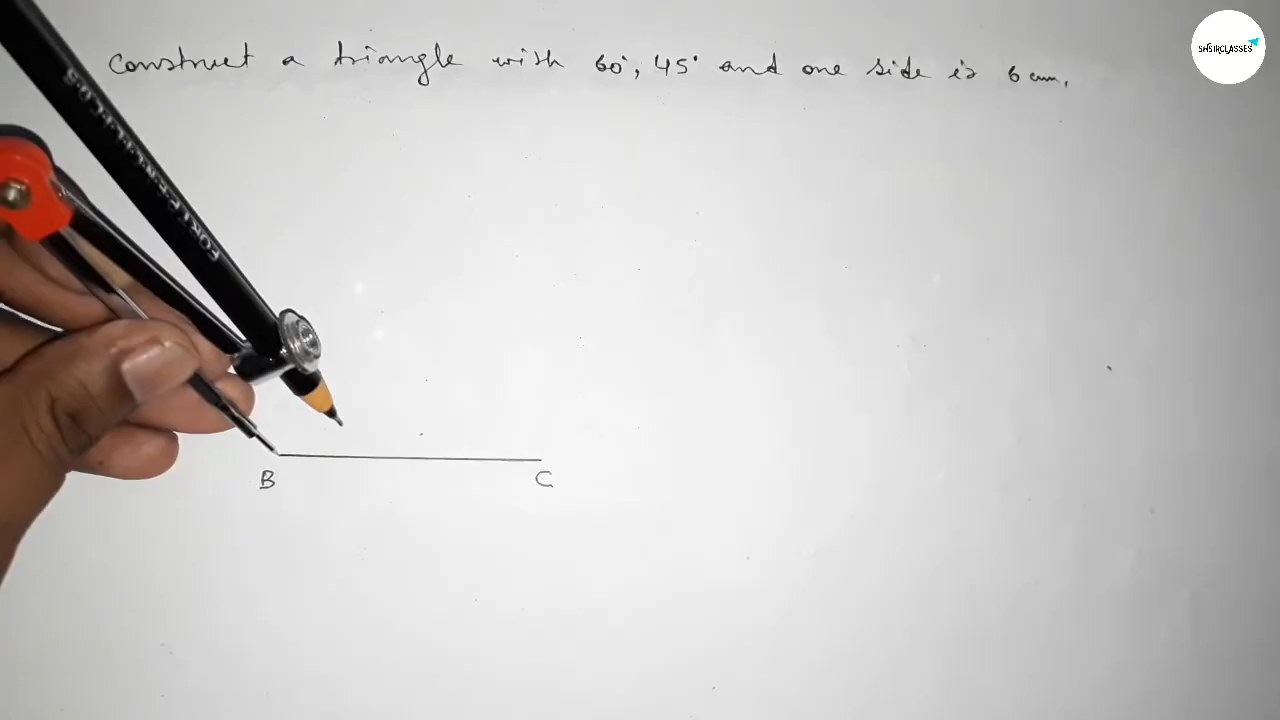 construct a triangle with 60°, 45° and one side is 6 cm.
SHSIRCLASSES
B C